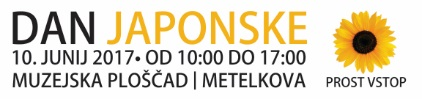 DAN JAPONSKE
10. JUNIJ 2017• OD 10:00 DO 17:00
MUZEJSKA PLOŠČAD | METELKOVA
PROST VSTOP